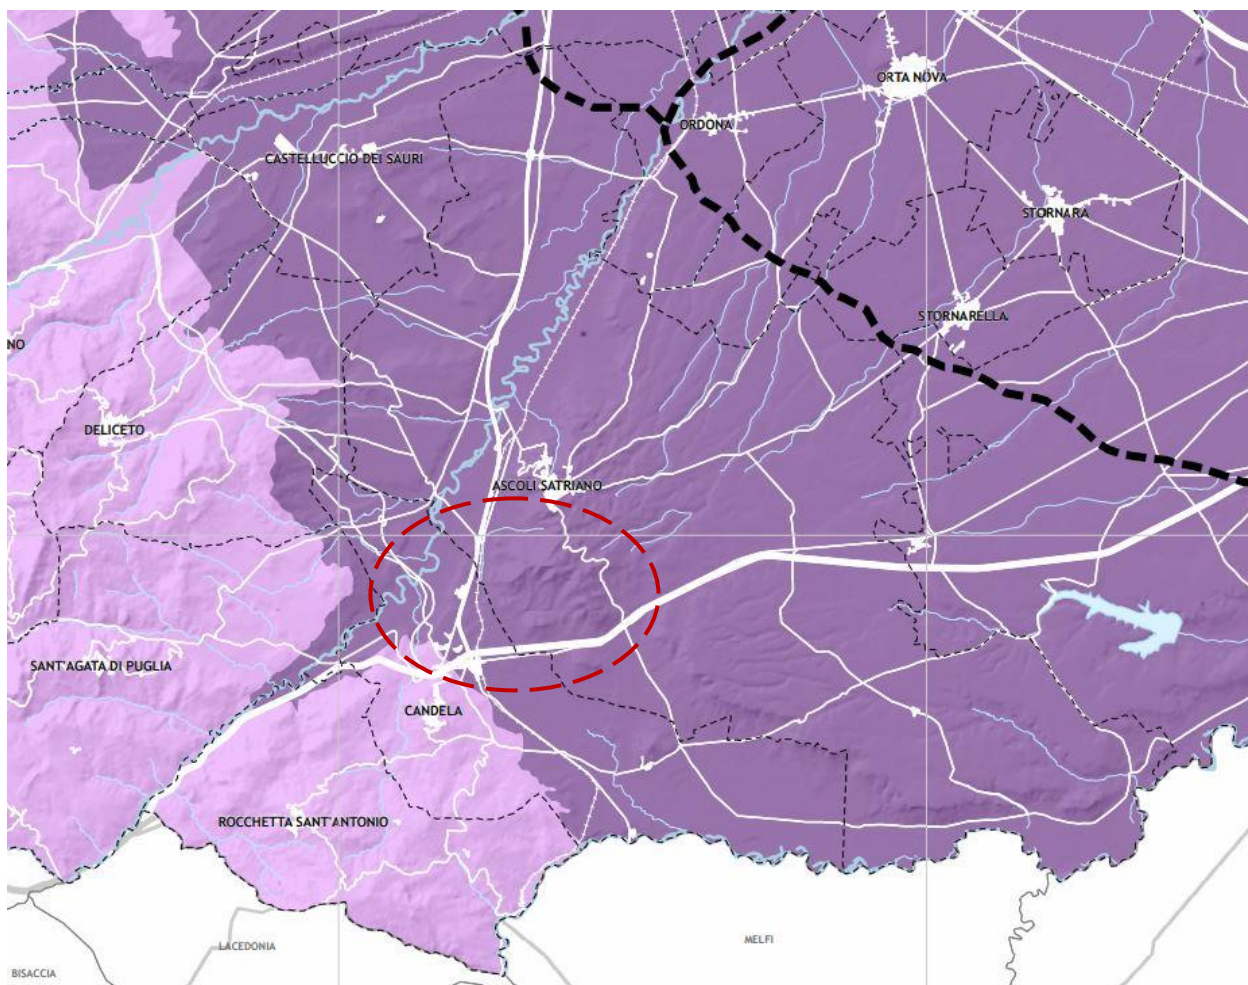 ORTA NOVA
ORDONA
CASTELLUCCIO DEI SAURI
STORNARA
STORNARELLA
NO
DELICETO
ASCOLI SATRIANO
SANT'AGATA DI PUGLIA
CANDELA
ROCCHETTA SANT'ANTONIO
LACEDONIA
MELFI
BISACCIA